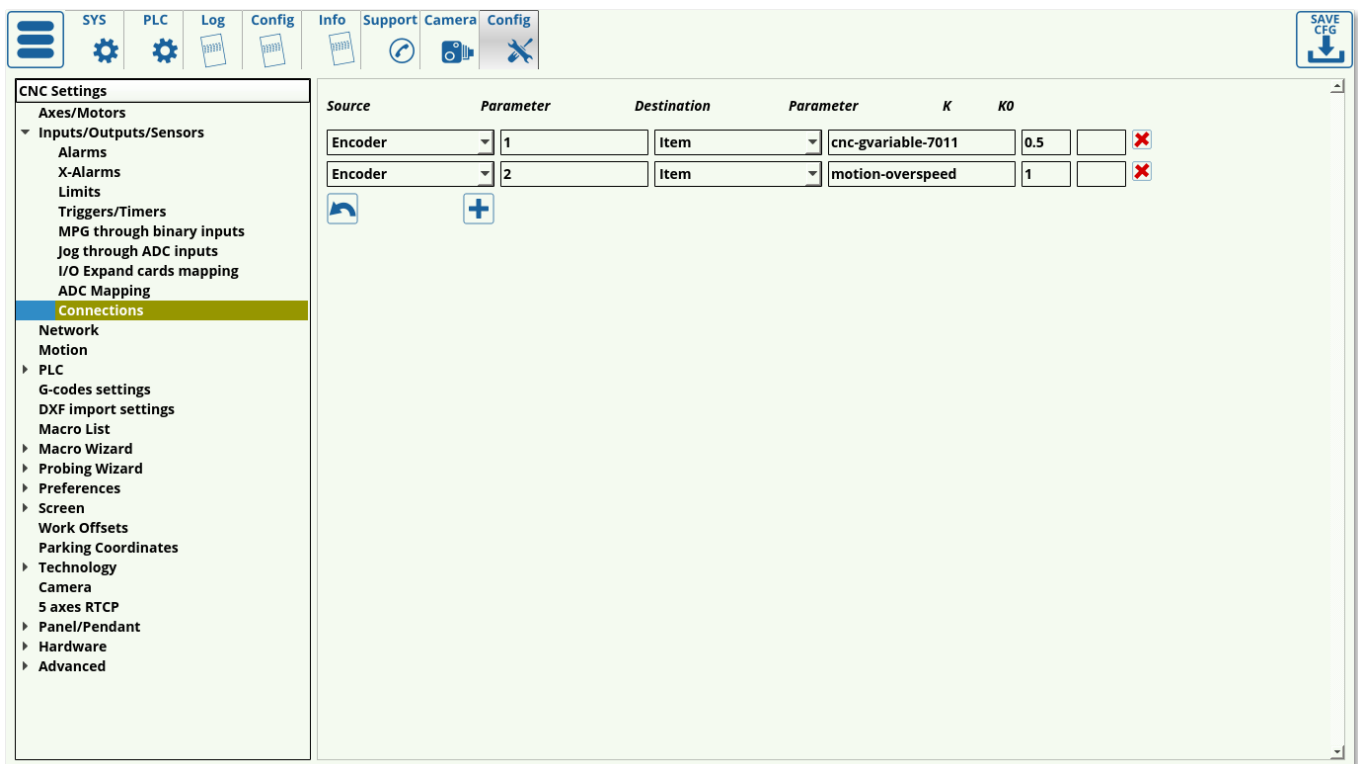 SYS PLC Log Config Info Support Camera Config
SAVE
CFG
CNC Settings
Axes/Motors
Inputs/Outputs/Sensors
Alarms
X-Alarms
Limits
Triggers/Timers
MPG through binary inputs
Jog through ADC inputs
I/O Expand cards mapping
ADC Mapping
Connections
Network
Motion
PLC
G-codes settings
DXF import settings
Macro List
Macro Wizard
Probing Wizard
Preferences
Screen
Work Offsets
Parking Coordinates
Technology
Camera
5 axes RTCP
Panel/Pendant
Hardware
Advanced
Source Parameter Destination Parameter K K0
Encoder 1 Item cnc-gvariable-7011 0.5
Encoder 2 Item motion-overspeed 1